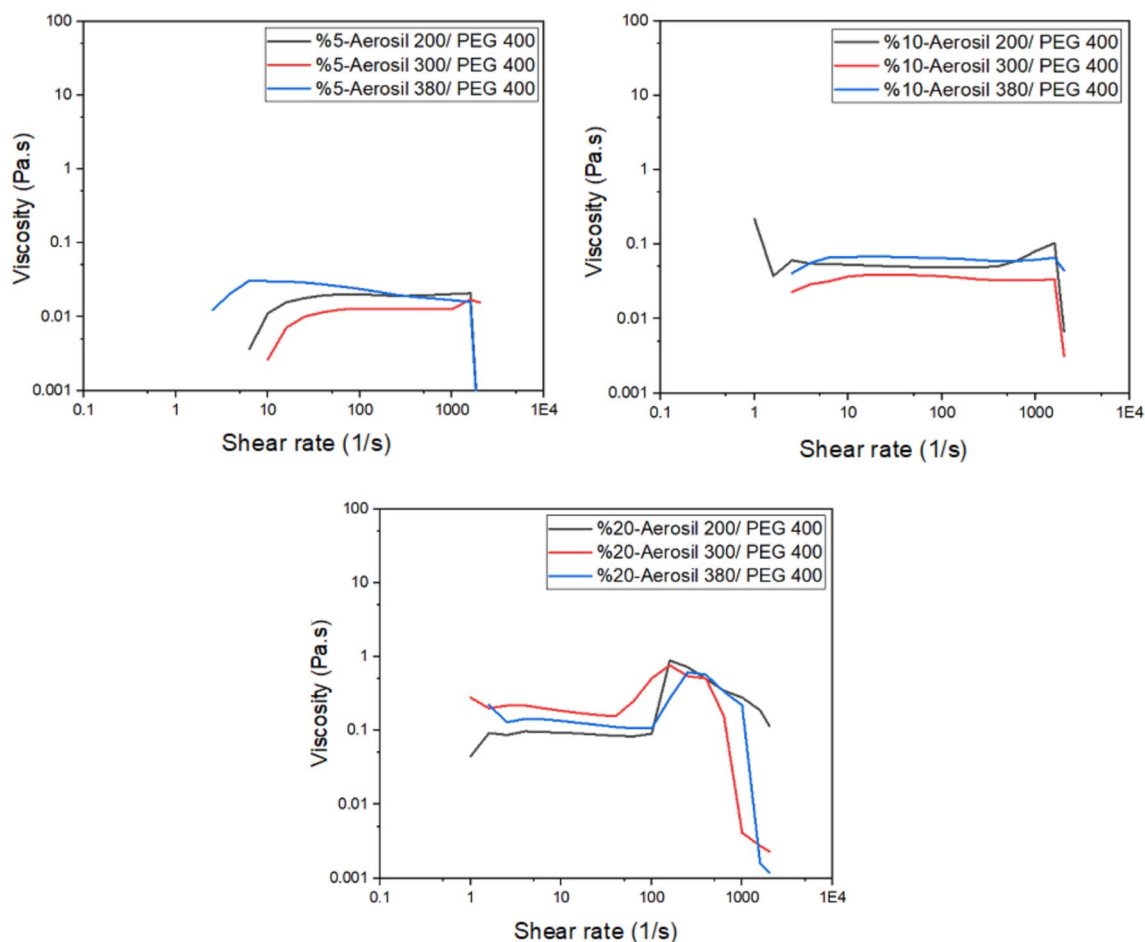 100
10
1
0.1
0.01
0.001
Viscosity (Pa.s)
%5-Aerosil 200/ PEG 400
%5-Aerosil 300/ PEG 400
%5-Aerosil 380/ PEG 400
0.1
1
10
100
1000
1E4
Shear rate (1/s)
100
10
1
0.1
0.01
0.001
Viscosity (Pa.s)
%10-Aerosil 200/ PEG 400
%10-Aerosil 300/ PEG 400
%10-Aerosil 380/ PEG 400
0.1
1
10
100
1000
1E4
Shear rate (1/s)
100
10
1
0.1
0.01
0.001
Viscosity (Pa.s)
%20-Aerosil 200/ PEG 400
%20-Aerosil 300/ PEG 400
%20-Aerosil 380/ PEG 400
0.1
1
10
100
1000
1E4
Shear rate (1/s)